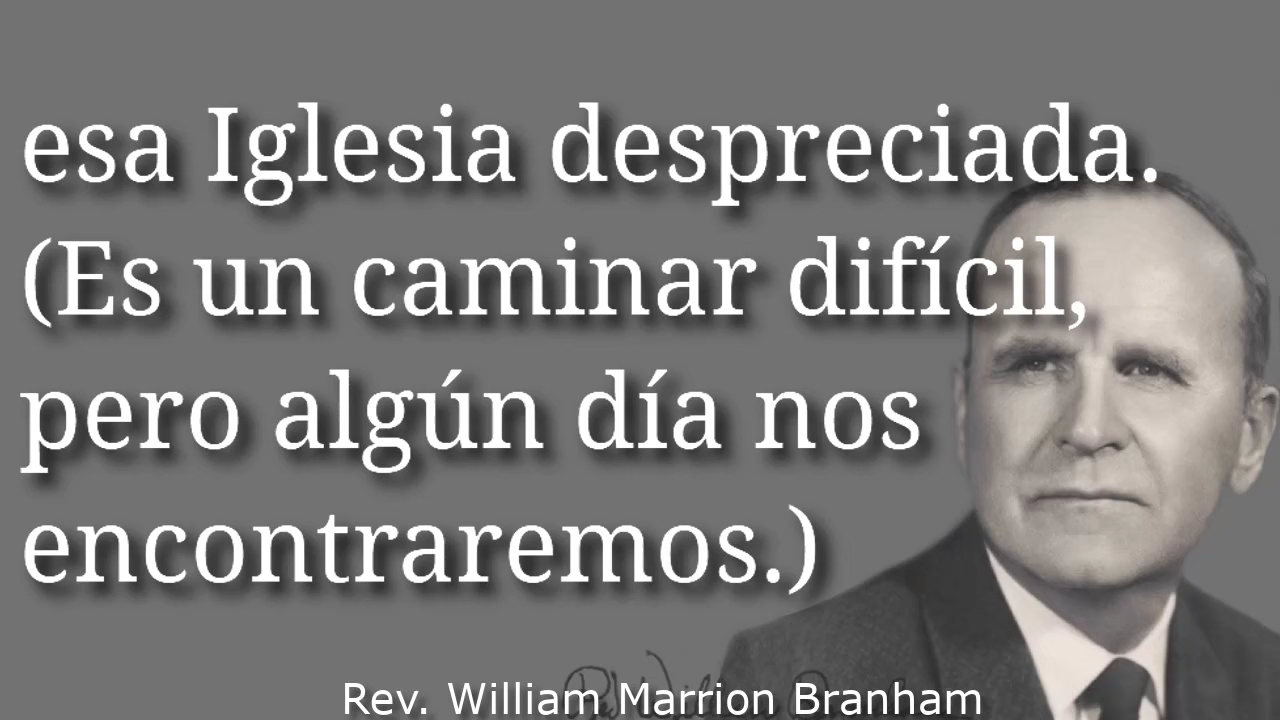 esa Iglesia despreciada.
(Es un caminar difícil,
pero algún día nos
encontraremos.)
Rev. William Marrion Branham